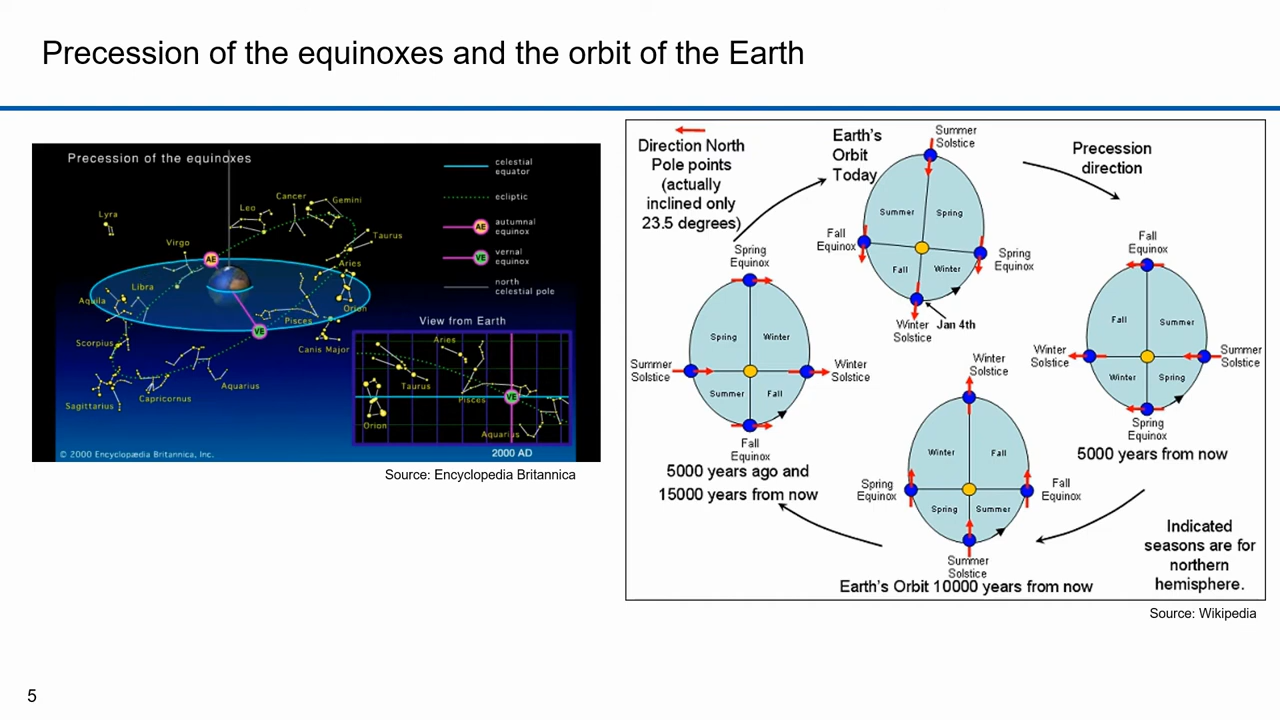 Precession of the equinoxes and the orbit of the Earth
Precession of the equinoxes
celestial
equator
ecliptic
autumnal
equinox
vernal
equinox
north
celestial pole
Lyra
Leo
Cancer
Gemini
Taurus
Virgo
AE
AE
VE
Aries
Libra
Aquila
Orion
Pisces
VE
Canis Major
Scorpius
Sagittarius
Capricornus
Aquarius
View from Earth
Aries
Taurus
Pisces
VE
Orion
Aquarius
© 2000 Encyclopædia Britannica, Inc.
2000 AD
Source: Encyclopedia Britannica
Direction North
Pole points
(actually
inclined only
23.5 degrees)
Earth's
Orbit
Today
Summer
Solstice
Summer
Spring
Fall
Equinox
Spring
Equinox
Fall
Winter
Winter
Solstice
Jan 4th
Precession
direction
Fall
Equinox
Fall
Summer
Winter
Solstice
Summer
Solstice
Winter
Spring
Spring
Equinox
5000 years from now
Winter
Solstice
Winter
Fall
Spring
Equinox
Fall
Equinox
Spring
Summer
Summer
Solstice
Earth's Orbit 10000 years from now
Spring
Equinox
Spring
Winter
Summer
Solstice
Winter
Solstice
Summer
Fall
Fall
Equinox
5000 years ago and
15000 years from now
Indicated
seasons are for
northern
hemisphere.
Source: Wikipedia
5